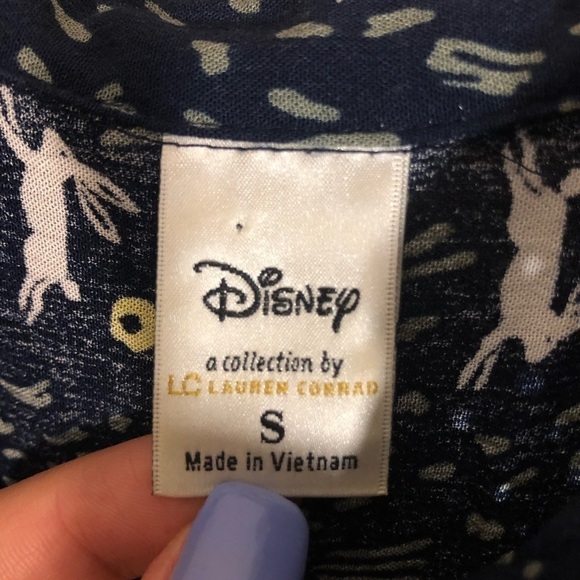 Disney
a collection by
LC LAUREN CONRAD
S
Made in Vietnam